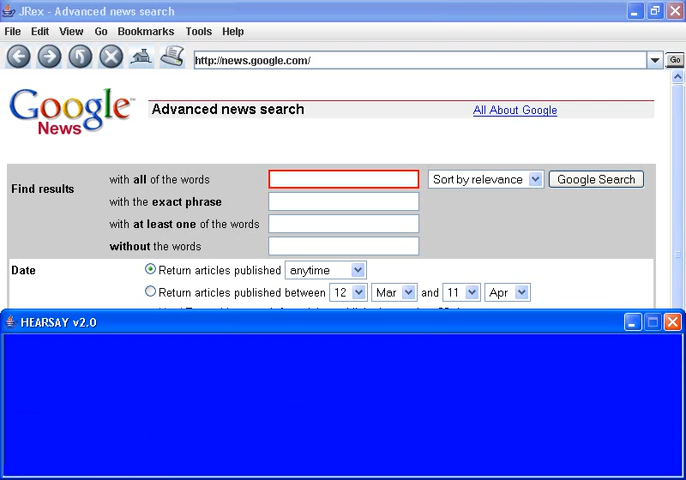 JRex - Advanced news search
File Edit View Go Bookmarks Tools Help
http://news.google.com/ Go
Google™ News
Advanced news search All About Google
Find results
with all of the words Sort by relevance Google Search
with the exact phrase
with at least one of the words
without the words
Date
Return articles published anytime
Return articles published between 12 Mar and 11 Apr
HEARSAY v2.0